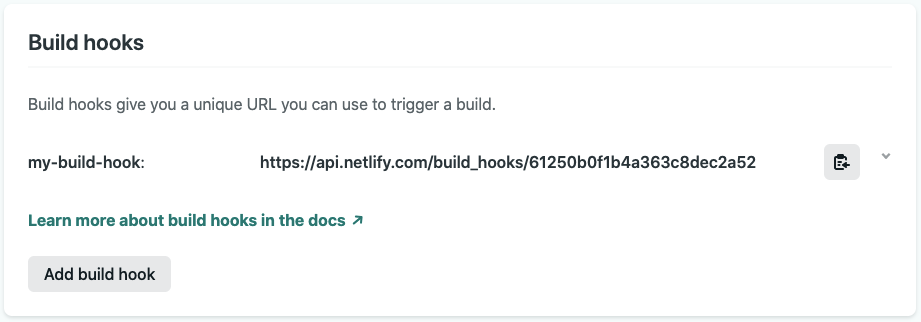 Build hooks
Build hooks give you a unique URL you can use to trigger a build.
my-build-hook: https://api.netlify.com/build_hooks/61250b0f1b4a363c8dec2a52
Learn more about build hooks in the docs ↗
Add build hook